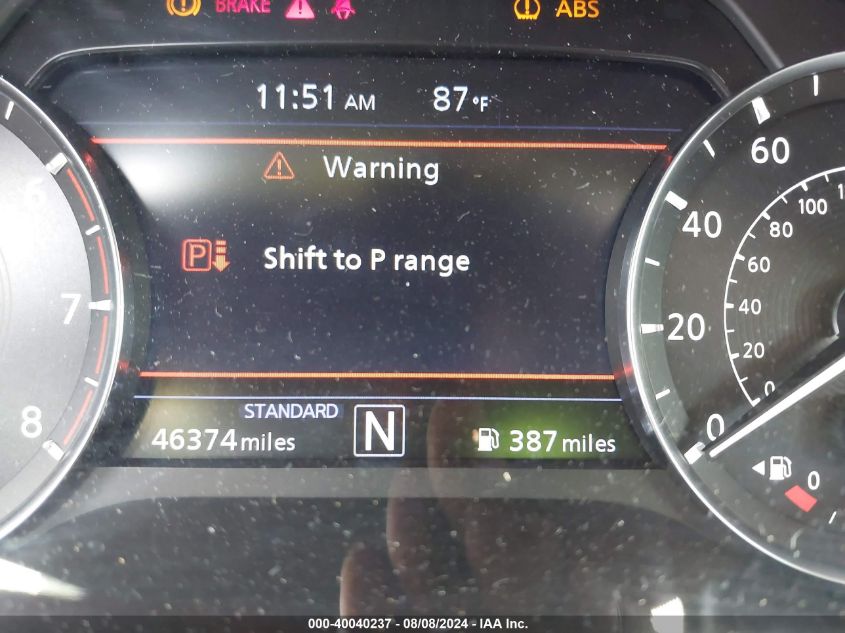 BRAKE
ABS
11:51 AM 87°F
Warning
P Shift to P range
STANDARD
46374 miles N 387 miles
6
7
8
60
40
20
0
100
80
60
40
20
0
0
000-40040237 - 08/08/2024 - IAA Inc.